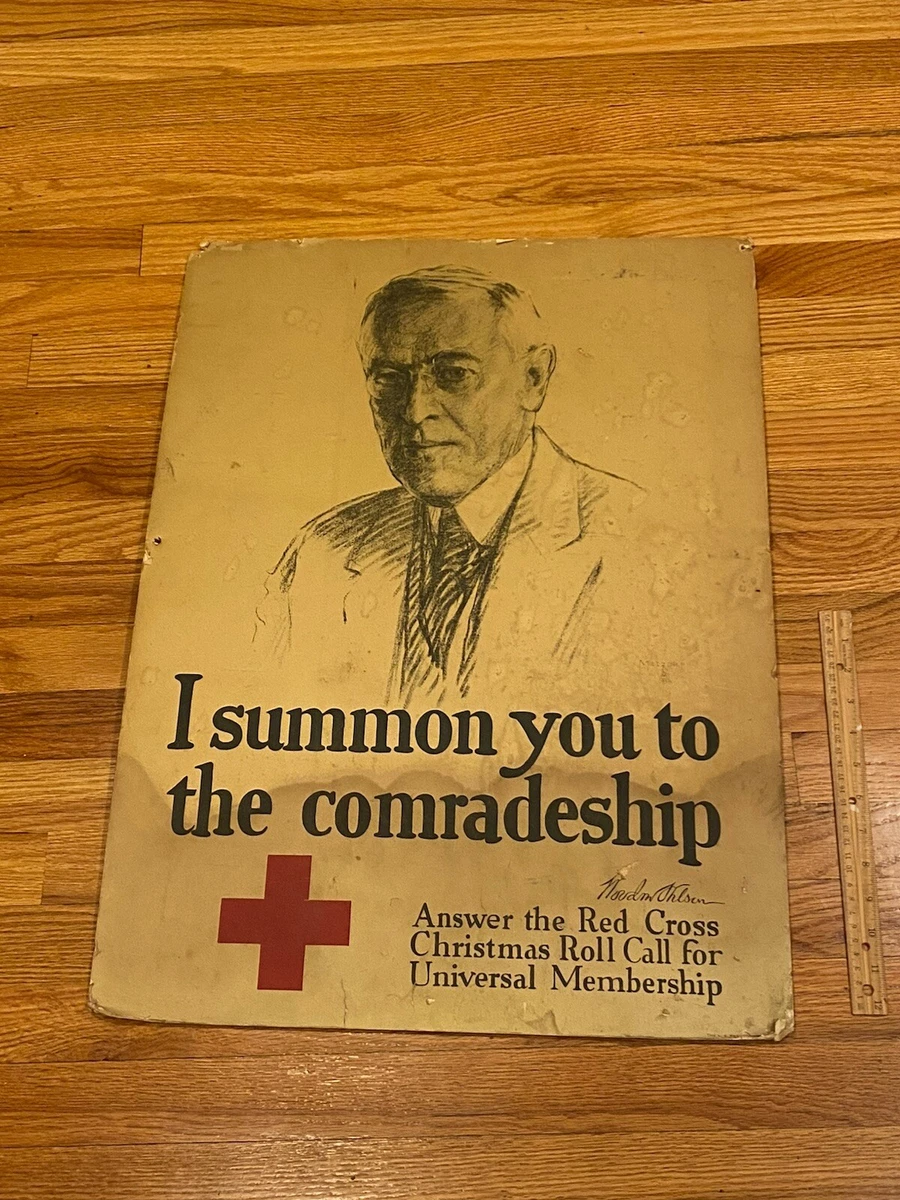 I summon you to
the comradeship
Woodrow Wilson
Answer the Red Cross
Christmas Roll Call for
Universal Membership